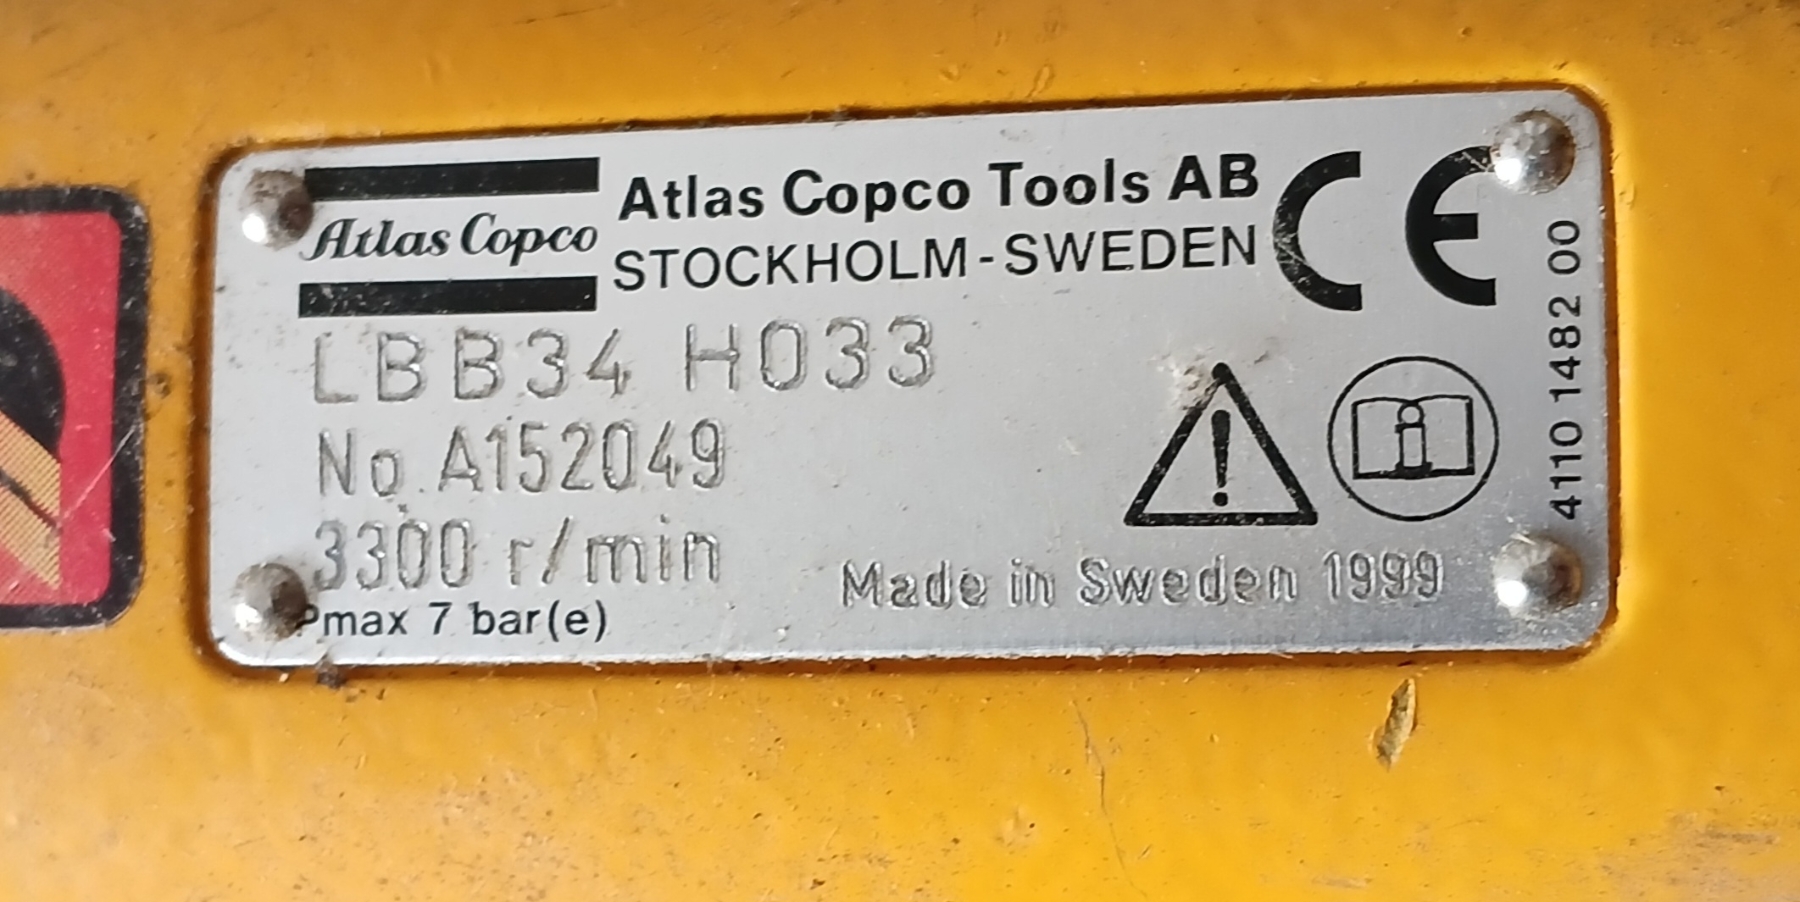 Atlas Copco
Atlas Copco Tools AB
STOCKHOLM-SWEDEN
CE
LBB34 H033
No. A152049
3300 r/min
Pmax 7 bar(e)
Made in Sweden 1999
4110 1482 00